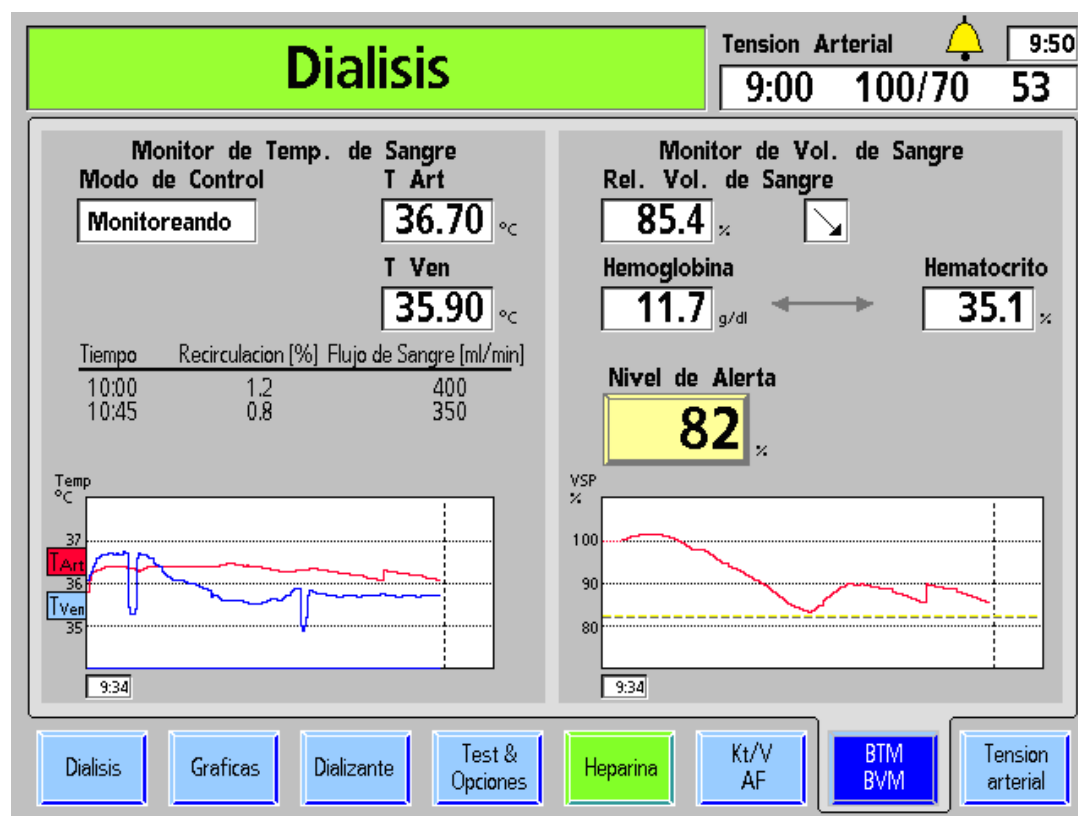 Dialisis
Tension Arterial
9:50
9:00 100/70 53
Monitor de Temp. de Sangre
Modo de Control
T Art
Monitoreando
36.70 °C
T Ven
35.90 °C
Tiempo Recirculacion [%] Flujo de Sangre [ml/min]
10:00 1.2 400
10:45 0.8 350
Temp
°C
37
TArt
36
TVen
35
9:34
Monitor de Vol. de Sangre
Rel. Vol. de Sangre
85.4 %
Hemoglobina
Hematocrito
11.7 g/dl
35.1 %
Nivel de Alerta
82 %
VSP
%
100
90
80
9:34
Dialisis
Graficas
Dializante
Test &
Opciones
Heparina
Kt/V
AF
BTM
BVM
Tension
arterial